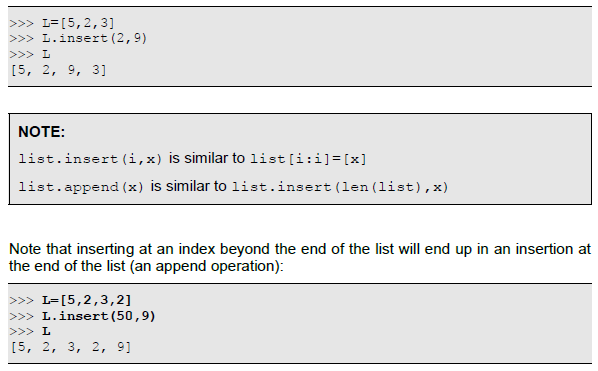 >>> L=[5,2,3]
>>> L.insert(2,9)
>>> L
[5, 2, 9, 3]
NOTE:
list.insert(i,x) is similar to list[i:i]=[x]
list.append(x) is similar to list.insert(len(list),x)
Note that inserting at an index beyond the end of the list will end up in an insertion at
the end of the list (an append operation):
>>> L=[5,2,3,2]
>>> L.insert(50,9)
>>> L
[5, 2, 3, 2, 9]